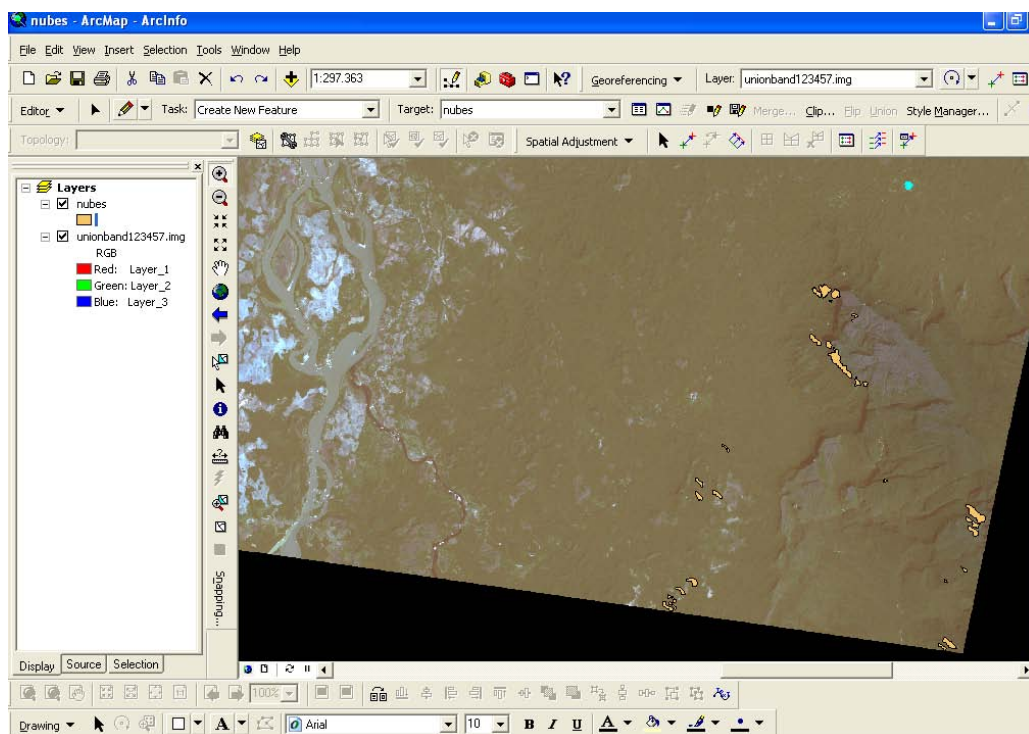 nubes - ArcMap - ArcInfo
File Edit View Insert Selection Tools Window Help
1:297.363 Georeferencing Layer: unionband123457.img
Editor Task: Create New Feature Target: nubes Merge... Clip... Flip Union Style Manager...
Topology: Spatial Adjustment
Layers
nubes
unionband123457.img
RGB
Red: Layer_1
Green: Layer_2
Blue: Layer_3
Snapping...
Display Source Selection
100%
Drawing A Arial 10 B I U A